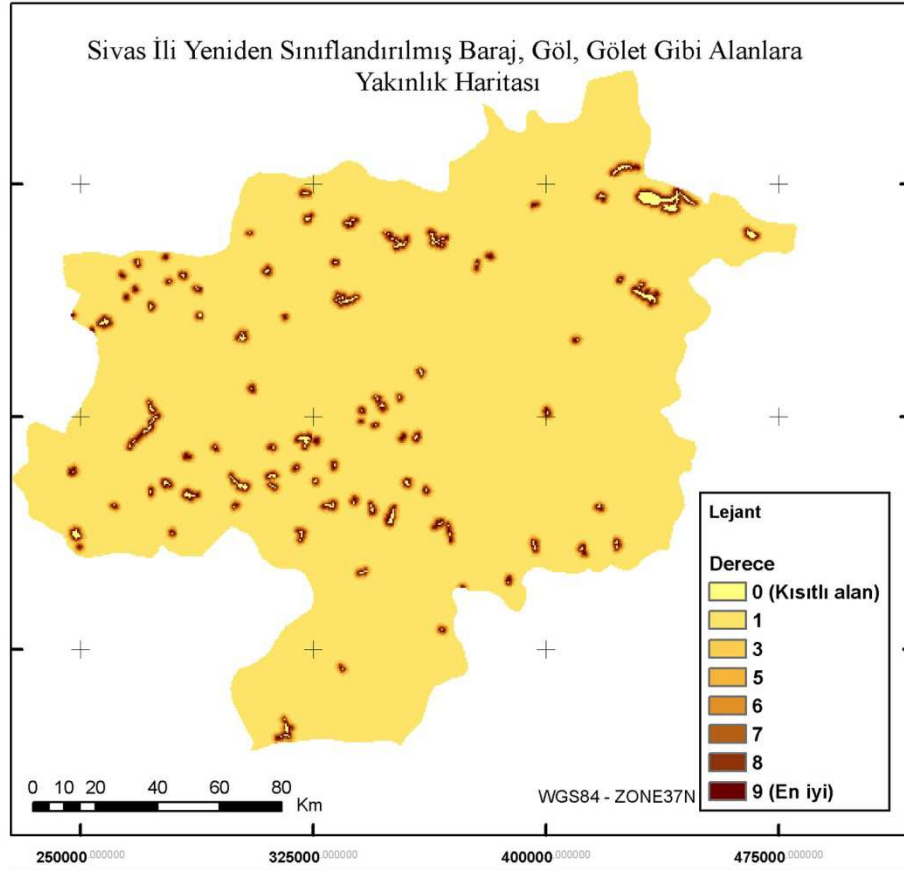 Sivas İli Yeniden Sınıflandırılmış Baraj, Göl, Gölet Gibi Alanlara
Yakınlık Haritası
Lejant
Derece
0 (Kısıtlı alan)
1
3
5
6
7
8
9 (En iyi)
0 10 20 40 60 80
Km
WGS84 - ZONE37N
250000.000000 325000.000000 400000.000000 475000.000000